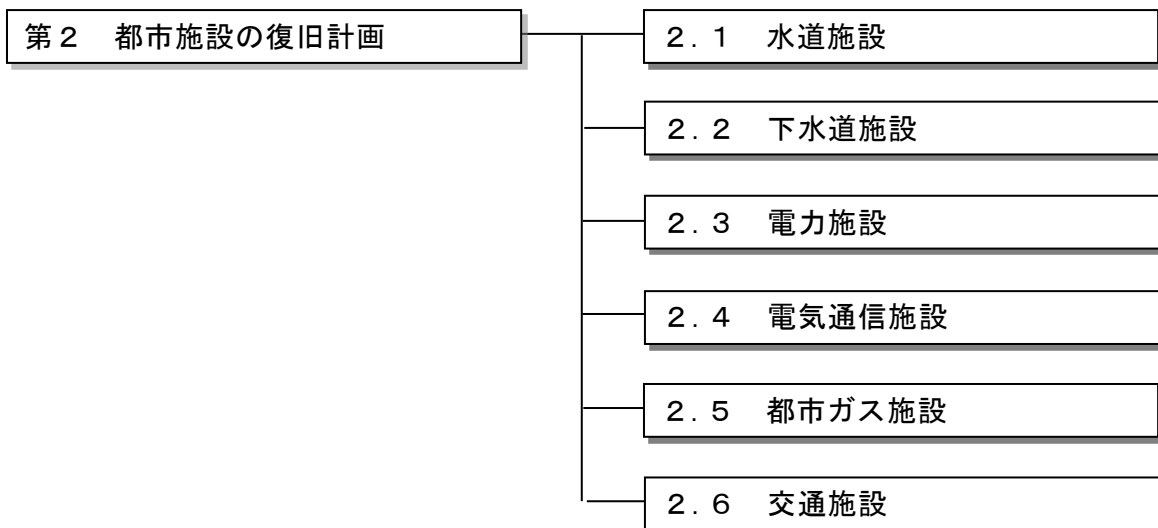 第２　都市施設の復旧計画
２．１　水道施設
２．２　下水道施設
２．３　電力施設
２．４　電気通信施設
２．５　都市ガス施設
２．６　交通施設